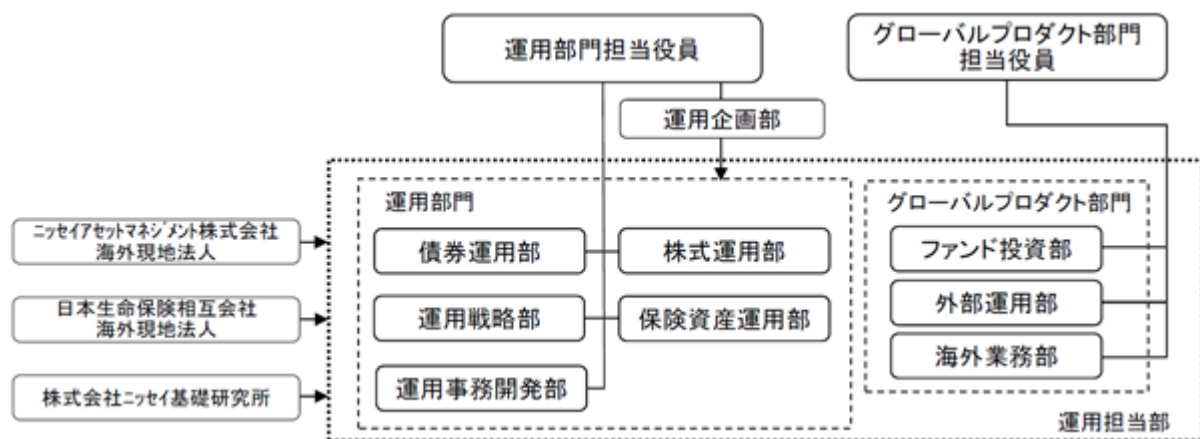 運用部門担当役員
グローバルプロダクト部門
担当役員
運用企画部
運用部門
グローバルプロダクト部門
ニッセイアセットマネジメント株式会社
海外現地法人
債券運用部
株式運用部
ファンド投資部
日本生命保険相互会社
海外現地法人
運用戦略部
保険資産運用部
外部運用部
海外業務部
株式会社ニッセイ基礎研究所
運用事務開発部
運用担当部